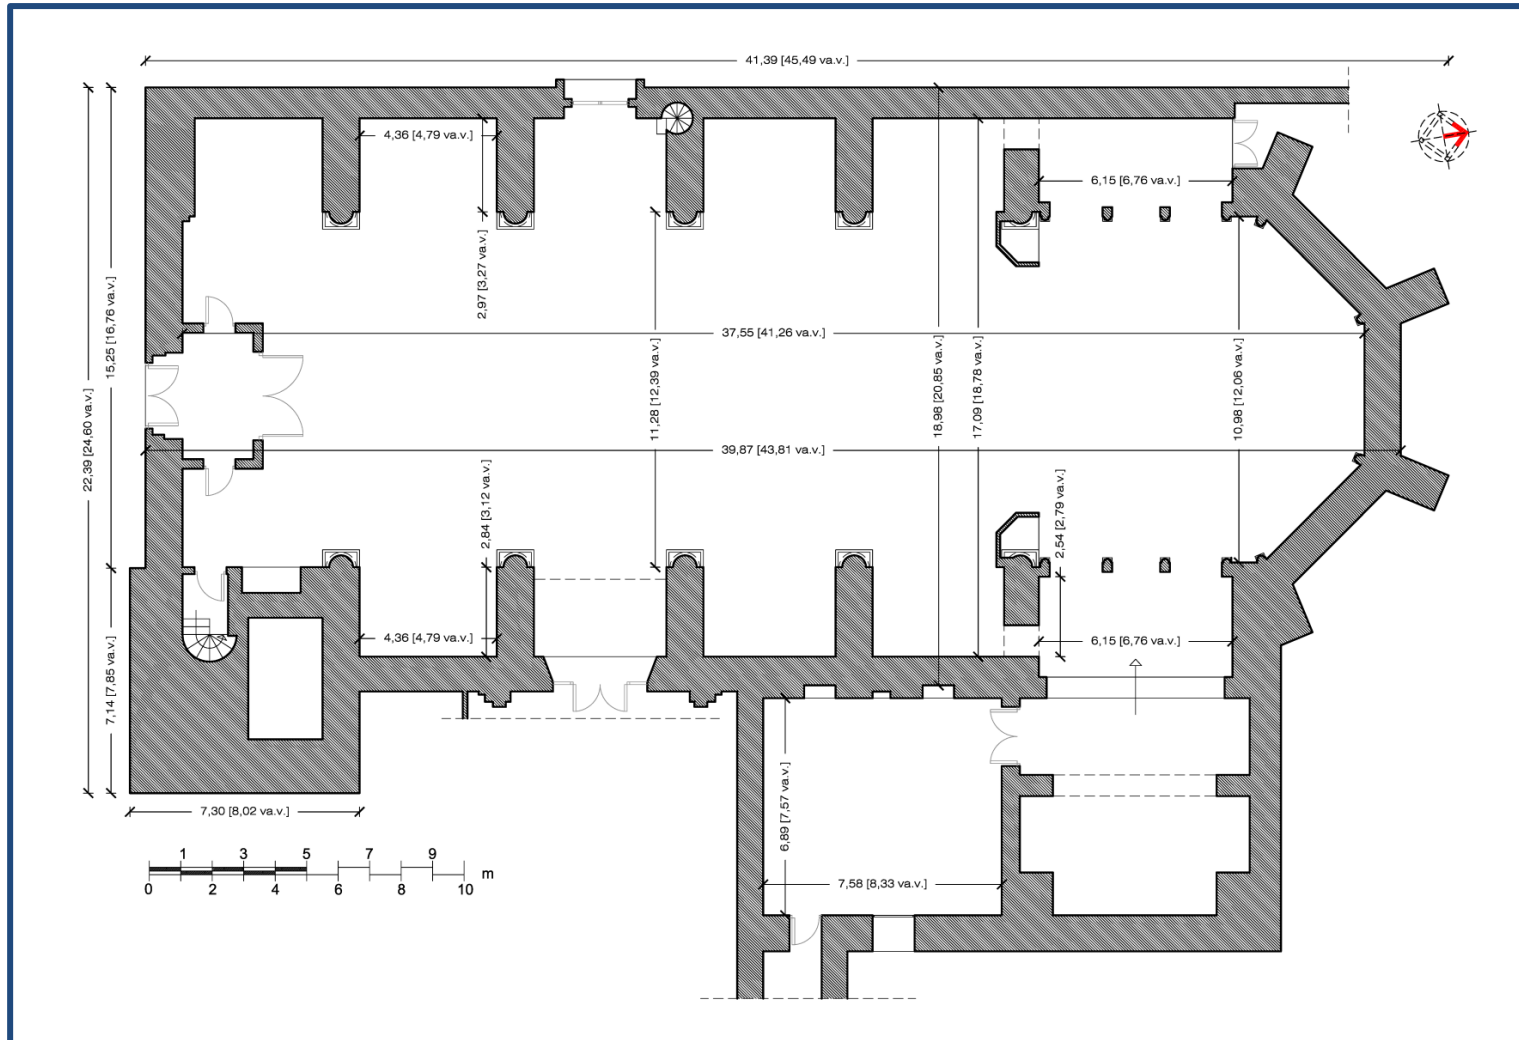 41,39 [45,49 va.v.]
4,36 [4,79 va.v.]
6,15 [6,76 va.v.]
2,97 [3,27 va.v.]
15,25 [16,76 va.v.]
37,55 [41,26 va.v.]
11,28 [12,39 va.v.]
18,98 [20,85 va.v.]
17,09 [18,78 va.v.]
10,98 [12,06 va.v.]
22,39 [24,60 va.v.]
39,87 [43,81 va.v.]
2,84 [3,12 va.v.]
2,54 [2,79 va.v.]
4,36 [4,79 va.v.]
6,15 [6,76 va.v.]
7,14 [7,85 va.v.]
7,30 [8,02 va.v.]
6,89 [7,57 va.v.]
7,58 [8,33 va.v.]
1 3 5 7 9
0 2 4 6 8 10 m